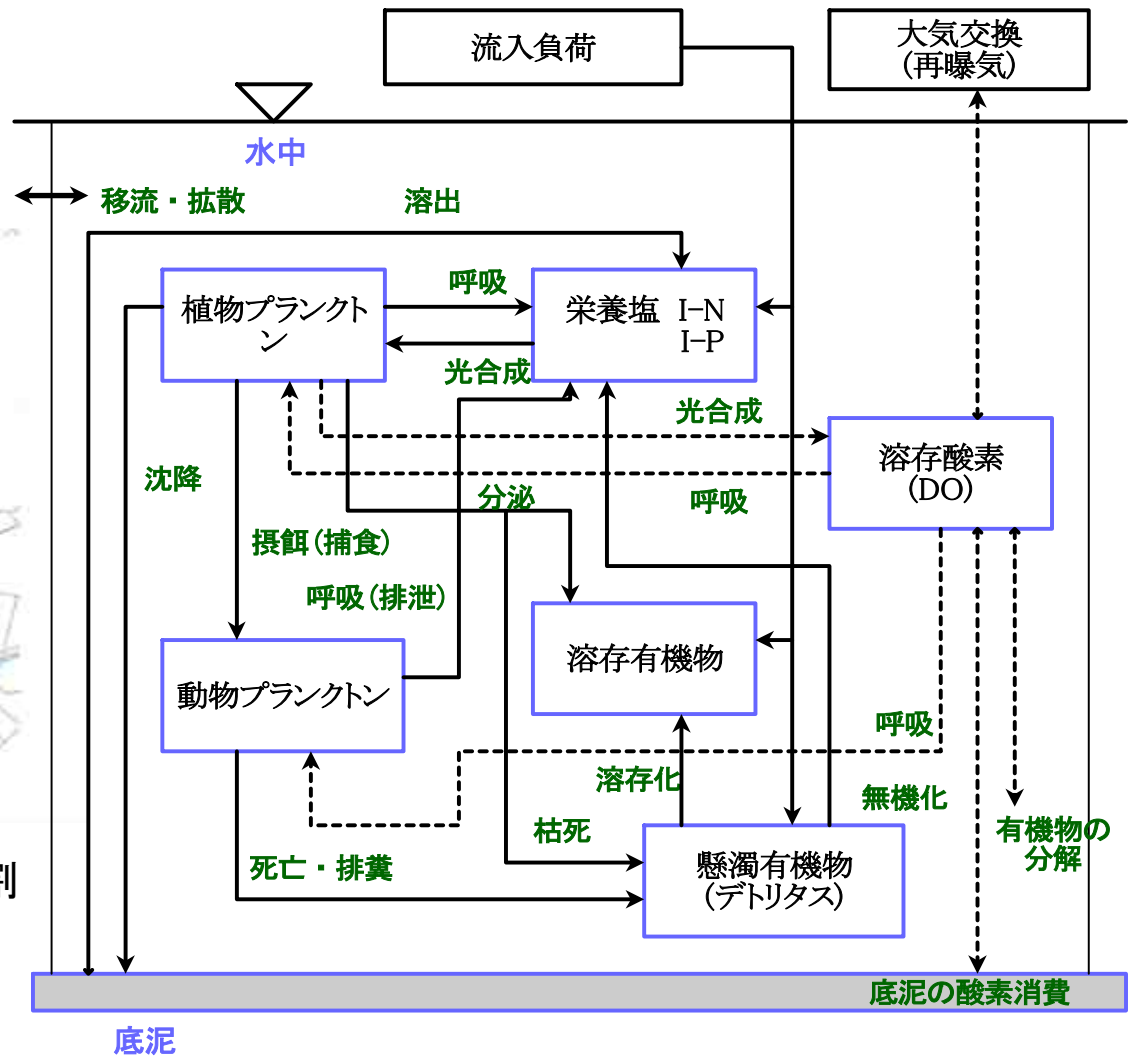 流入負荷
大気交換
(再曝気)
水中
移流・拡散
溶出
呼吸
植物プランクト
ン
栄養塩 I-N
I-P
光合成
光合成
溶存酸素
(DO)
沈降
分泌
呼吸
摂餌(捕食)
呼吸(排泄)
溶存有機物
動物プランクトン
呼吸
溶存化
無機化
枯死
有機物の
分解
死亡・排糞
懸濁有機物
(デトリタス)
割
底泥の酸素消費
底泥